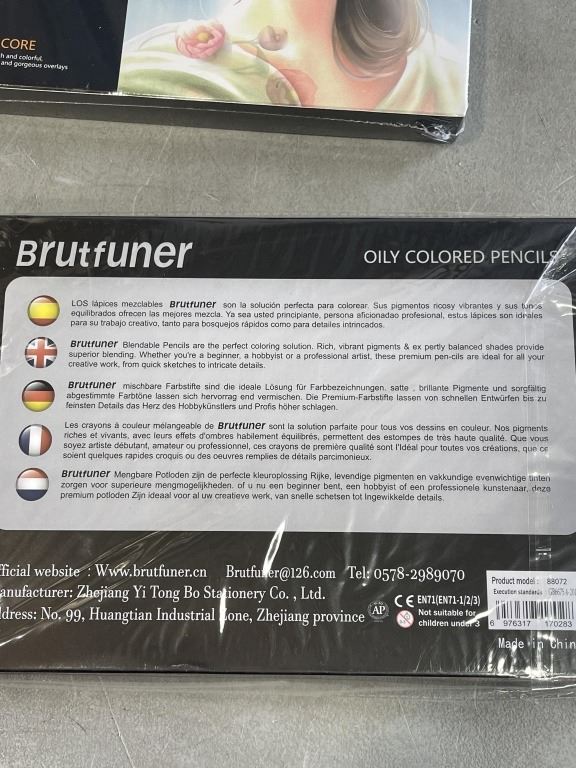 CORE
h and colorful,
and gorgeous overlays
Brutfuner
OILY COLORED PENCILS
LOS lápices mezclables Brutfuner son la solución perfecta para colorear. Sus pigmentos ricosy vibrantes y sus tunos
equilibrados ofrecen las mejores mezcla. Ya sea usted principiante, persona aficionadao profesional, estus lápices son ideales
para su trabajo creativo, tanto para bosquejos rápidos como para detailes intrincados.
Brutfuner Blendable Pencils are the perfect coloring solution. Rich, vibrant pigments & ex pertly balanced shades provide
superior blending. Whether you're a beginner, a hobbyist or a professional artist, these premium pen-cils are ideal for all your
creative work, from quick sketches to intricate details.
Brutfuner mischbare Farbstifte sind die ideale Lösung für Farbbezeichnungen. satte , brillante Pigmente und sorgfältig
abgestimmte Farbtöne lassen sich hervorrag end vermischen. Die Premium-Farbstifte lassen von schnellen Entwürfen bis zu
feinsten Details das Herz des Hobbykünstlers und Profis höher schlagen.
Les crayons à couleur mélangeable de Brutfuner sont la solution parfaite pour tous vos dessins en couleur. Nos pigments
riches et vivants, avec leurs effets d'ombres habilement équilibrés, permettent des estompes de très haute qualité. Que vous
soyez artiste débutant, amateur ou professionnel, ces crayons de première qualité sont l'Idéal pour toutes vos créations, que ce
soient quelques rapids croquis ou des oeuvres remplies de détails parcimonieux.
Brutfuner Mengbare Potloden zijn de perfecte kleuroplossing Rijke, levendige pigmenten en vakkundige evenwichtige tinten
zorgen voor superieure mengmogelijkheden. of u nu een beginner bent, een hobbyist of een professionele kunstenaar, deze
premium potloden Zijn ideaal voor al uw creatieve werk, van snelle schetsen tot Ingewikkelde details.
fficial website : Www.brutfuner.cn Brutfuner@126.com Tel: 0578-2989070
anufacturer: Zhejiang Yi Tong Bo Stationery Co. , Ltd.
ddress: No. 99, Huangtian Industrial Zone, Zhejiang province
AP
CE EN71(EN71-1/2/3)
Not suitable for
children under 3
Product model: 88072
Execution standards :
6 976317 170283
Made in Chin